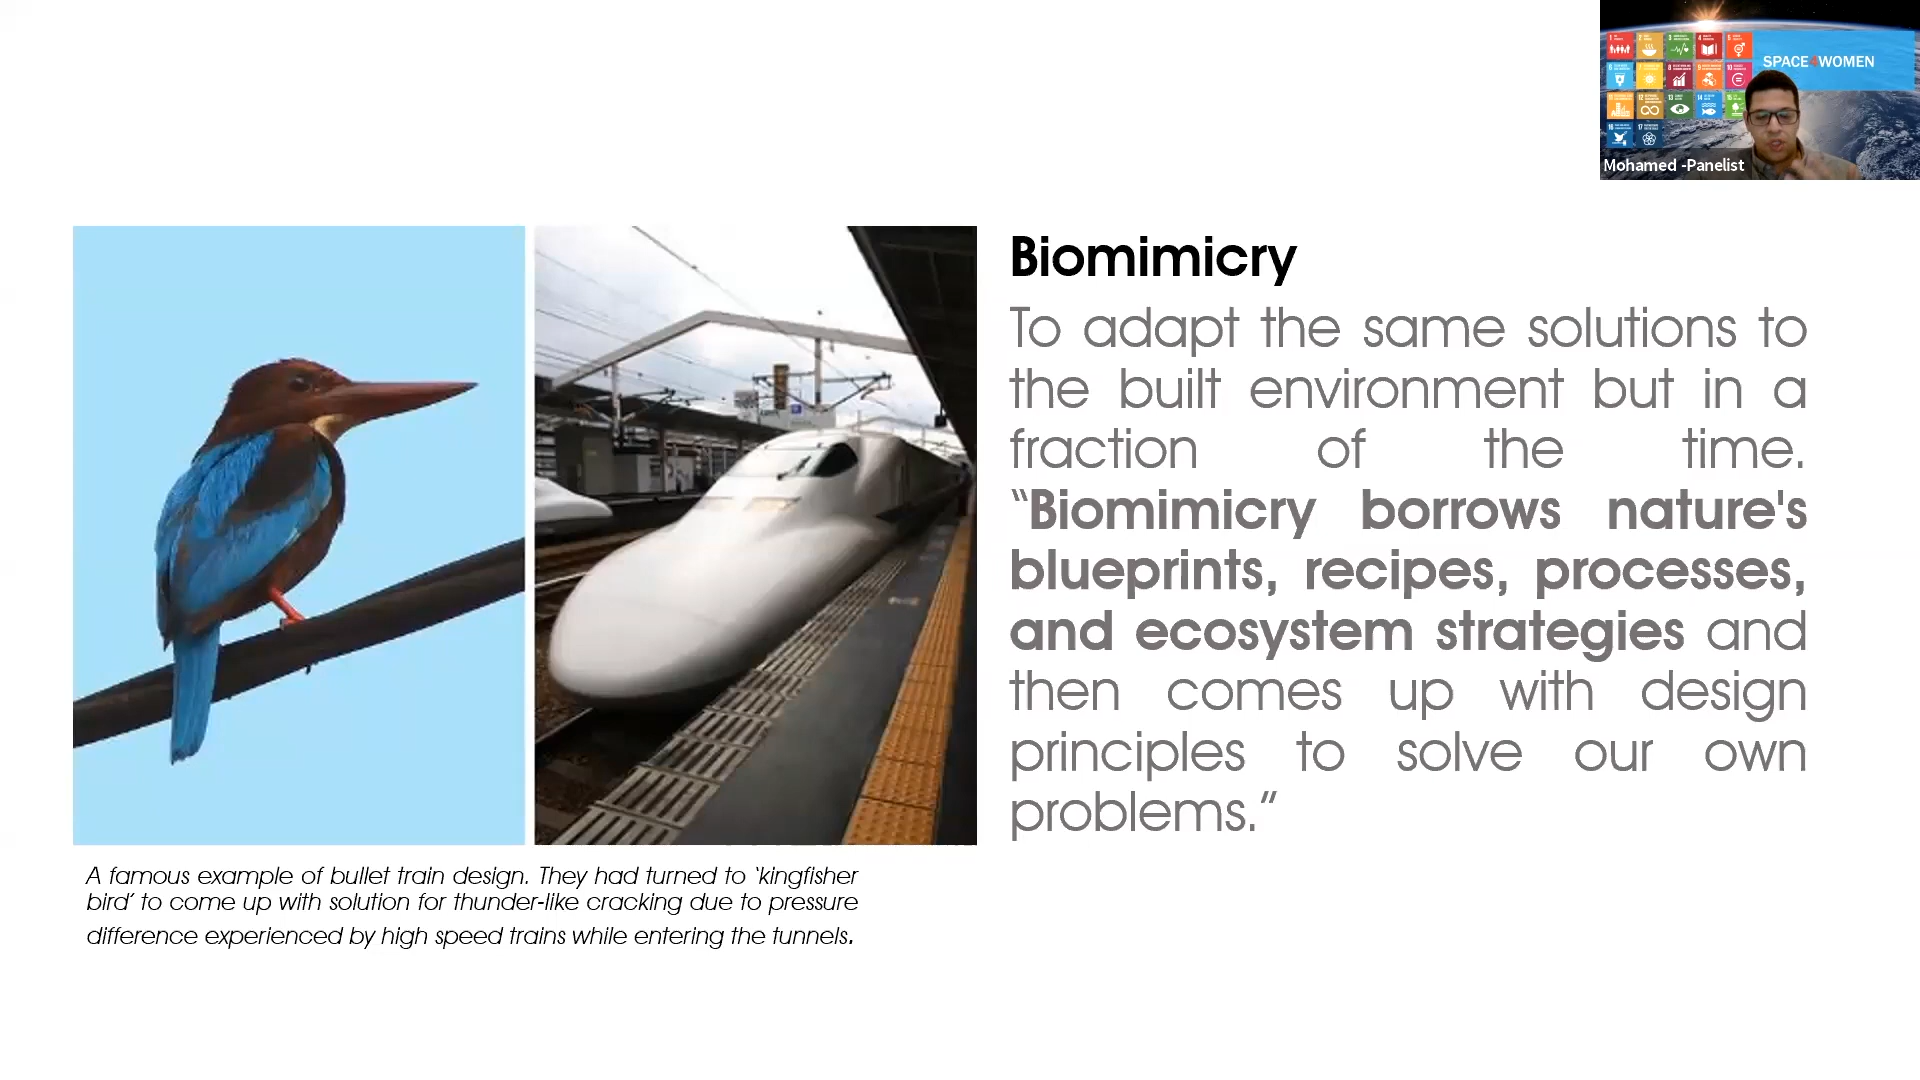 SPACE4WOMEN
Mohamed -Panelist
Biomimicry
To adapt the same solutions to
the built environment but in a
fraction of the time.
“Biomimicry borrows nature's
blueprints, recipes, processes,
and ecosystem strategies and
then comes up with design
principles to solve our own
problems.”
A famous example of bullet train design. They had turned to ‘kingfisher
bird’ to come up with solution for thunder-like cracking due to pressure
difference experienced by high speed trains while entering the tunnels.